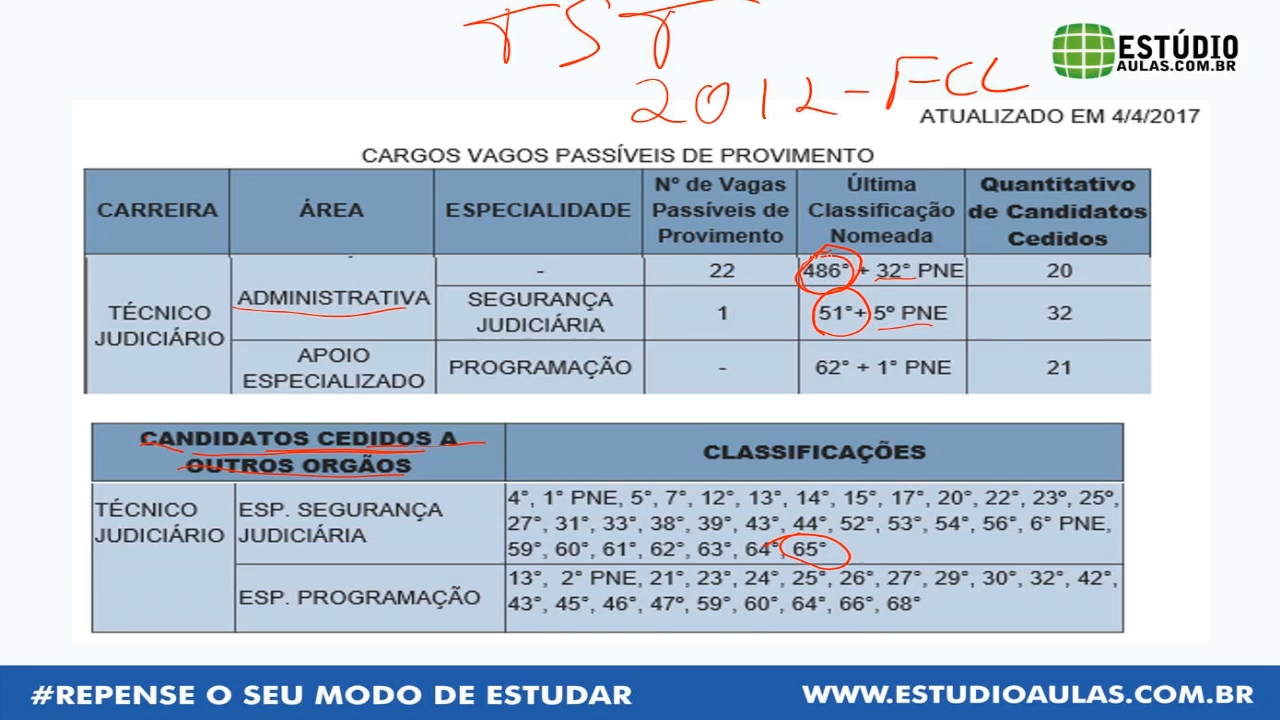 TST
2012-FCC
ESTÚDIO
AULAS.COM.BR
ATUALIZADO EM 4/4/2017
CARGOS VAGOS PASSÍVEIS DE PROVIMENTO
CARREIRA ÁREA ESPECIALIDADE Nº de Vagas Passíveis de Provimento Última Classificação Nomeada Quantitativo de Candidatos Cedidos
TÉCNICO JUDICIÁRIO ADMINISTRATIVA - 22 486° + 32° PNE 20
SEGURANÇA JUDICIÁRIA 1 51°+ 5º PNE 32
APOIO ESPECIALIZADO PROGRAMAÇÃO - 62° + 1° PNE 21
CANDIDATOS CEDIDOS A OUTROS ORGÃOS CLASSIFICAÇÕES
TÉCNICO JUDICIÁRIO ESP. SEGURANÇA JUDICIÁRIA
4°, 1° PNE, 5°, 7°, 12°, 13°, 14°, 15°, 17°, 20°, 22°, 23º, 25º,
27°, 31°, 33°, 38°, 39°, 43°, 44°, 52°, 53°, 54°, 56°, 6° PNE,
59°, 60°, 61°, 62°, 63°, 64°, 65°
ESP. PROGRAMAÇÃO
13°, 2° PNE, 21°, 23°, 24°, 25°, 26°, 27°, 29°, 30°, 32°, 42°,
43°, 45°, 46°, 47º, 59°, 60°, 64°, 66°, 68°
#REPENSE O SEU MODO DE ESTUDAR
WWW.ESTUDIOAULAS.COM.BR